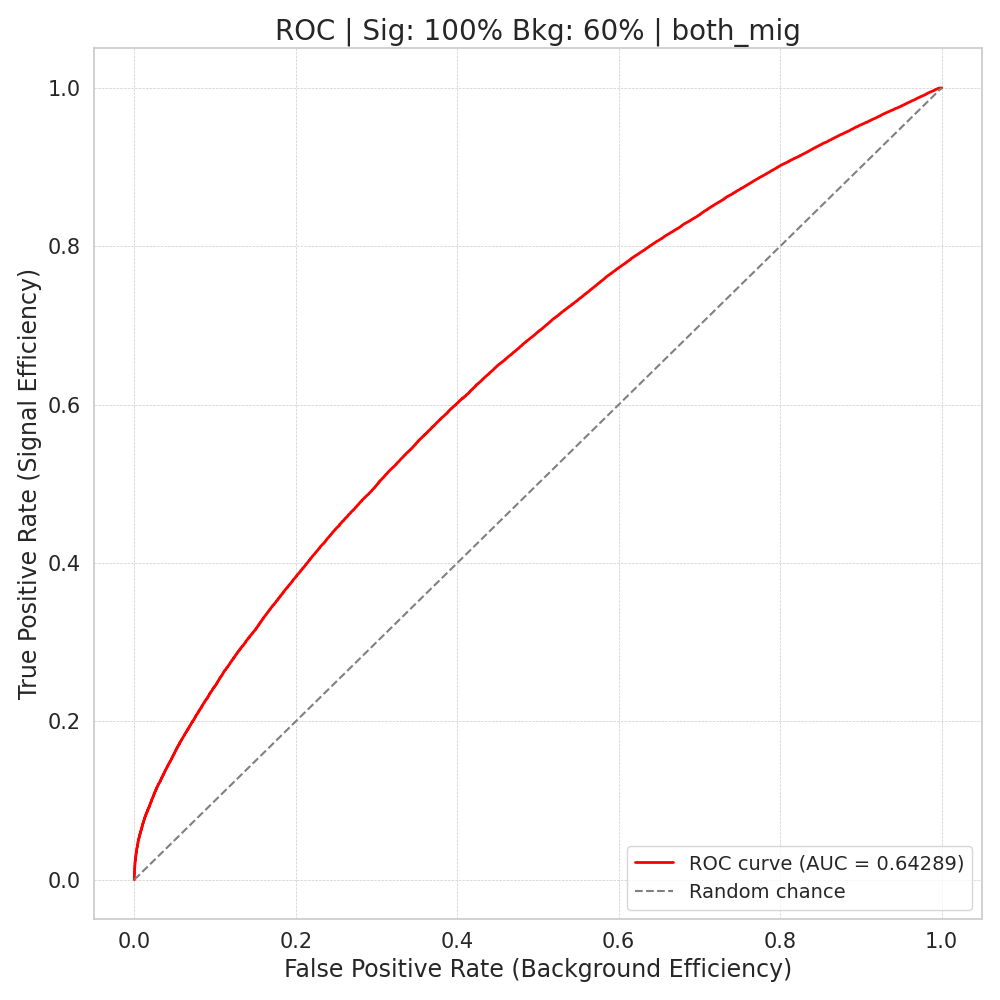 ROC | Sig: 100% Bkg: 60% | both_mig
True Positive Rate (Signal Efficiency)
1.0
0.8
0.6
0.4
0.2
0.0
ROC curve (AUC = 0.64289)
Random chance
0.0 0.2 0.4 0.6 0.8 1.0
False Positive Rate (Background Efficiency)